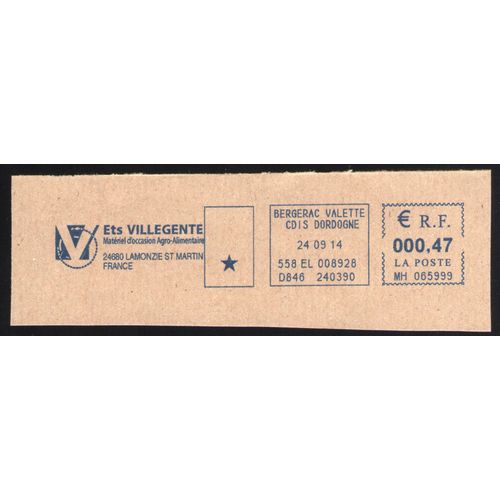 Ets VILLEGENTE
Matériel d'occasion Agro-Alimentaire
24680 LAMONZIE ST MARTIN
FRANCE
BERGERAC VALETTE
CDIS DORDOGNE
24 09 14
558 EL 008928
D846 240390
€ R.F.
000,47
LA POSTE
MH 065999